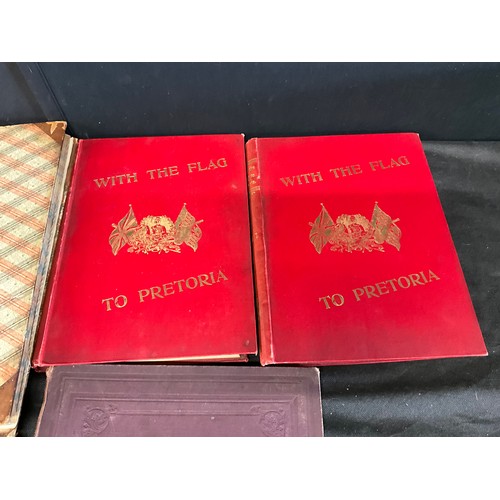 WITH THE FLAG
TO PRETORIA
WITH THE FLAG
TO PRETORIA